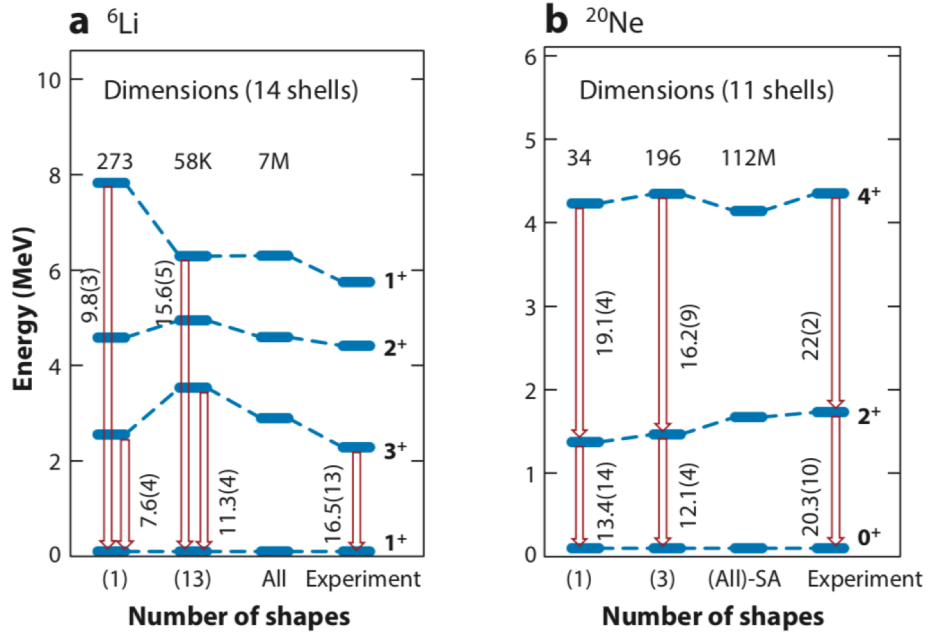 a ⁶Li
Dimensions (14 shells)
273 58K 7M
10
8
6
4
2
0
Energy (MeV)
9.8(3)
15.6(5)
7.6(4)
11.3(4)
16.5(13)
1⁺
2⁺
3⁺
1⁺
(1) (13) All Experiment
Number of shapes
b ²⁰Ne
Dimensions (11 shells)
34 196 112M
6
5
4
3
2
1
0
19.1(4)
16.2(9)
22(2)
13.4(14)
12.1(4)
20.3(10)
4⁺
2⁺
0⁺
(1) (3) (All)-SA Experiment
Number of shapes